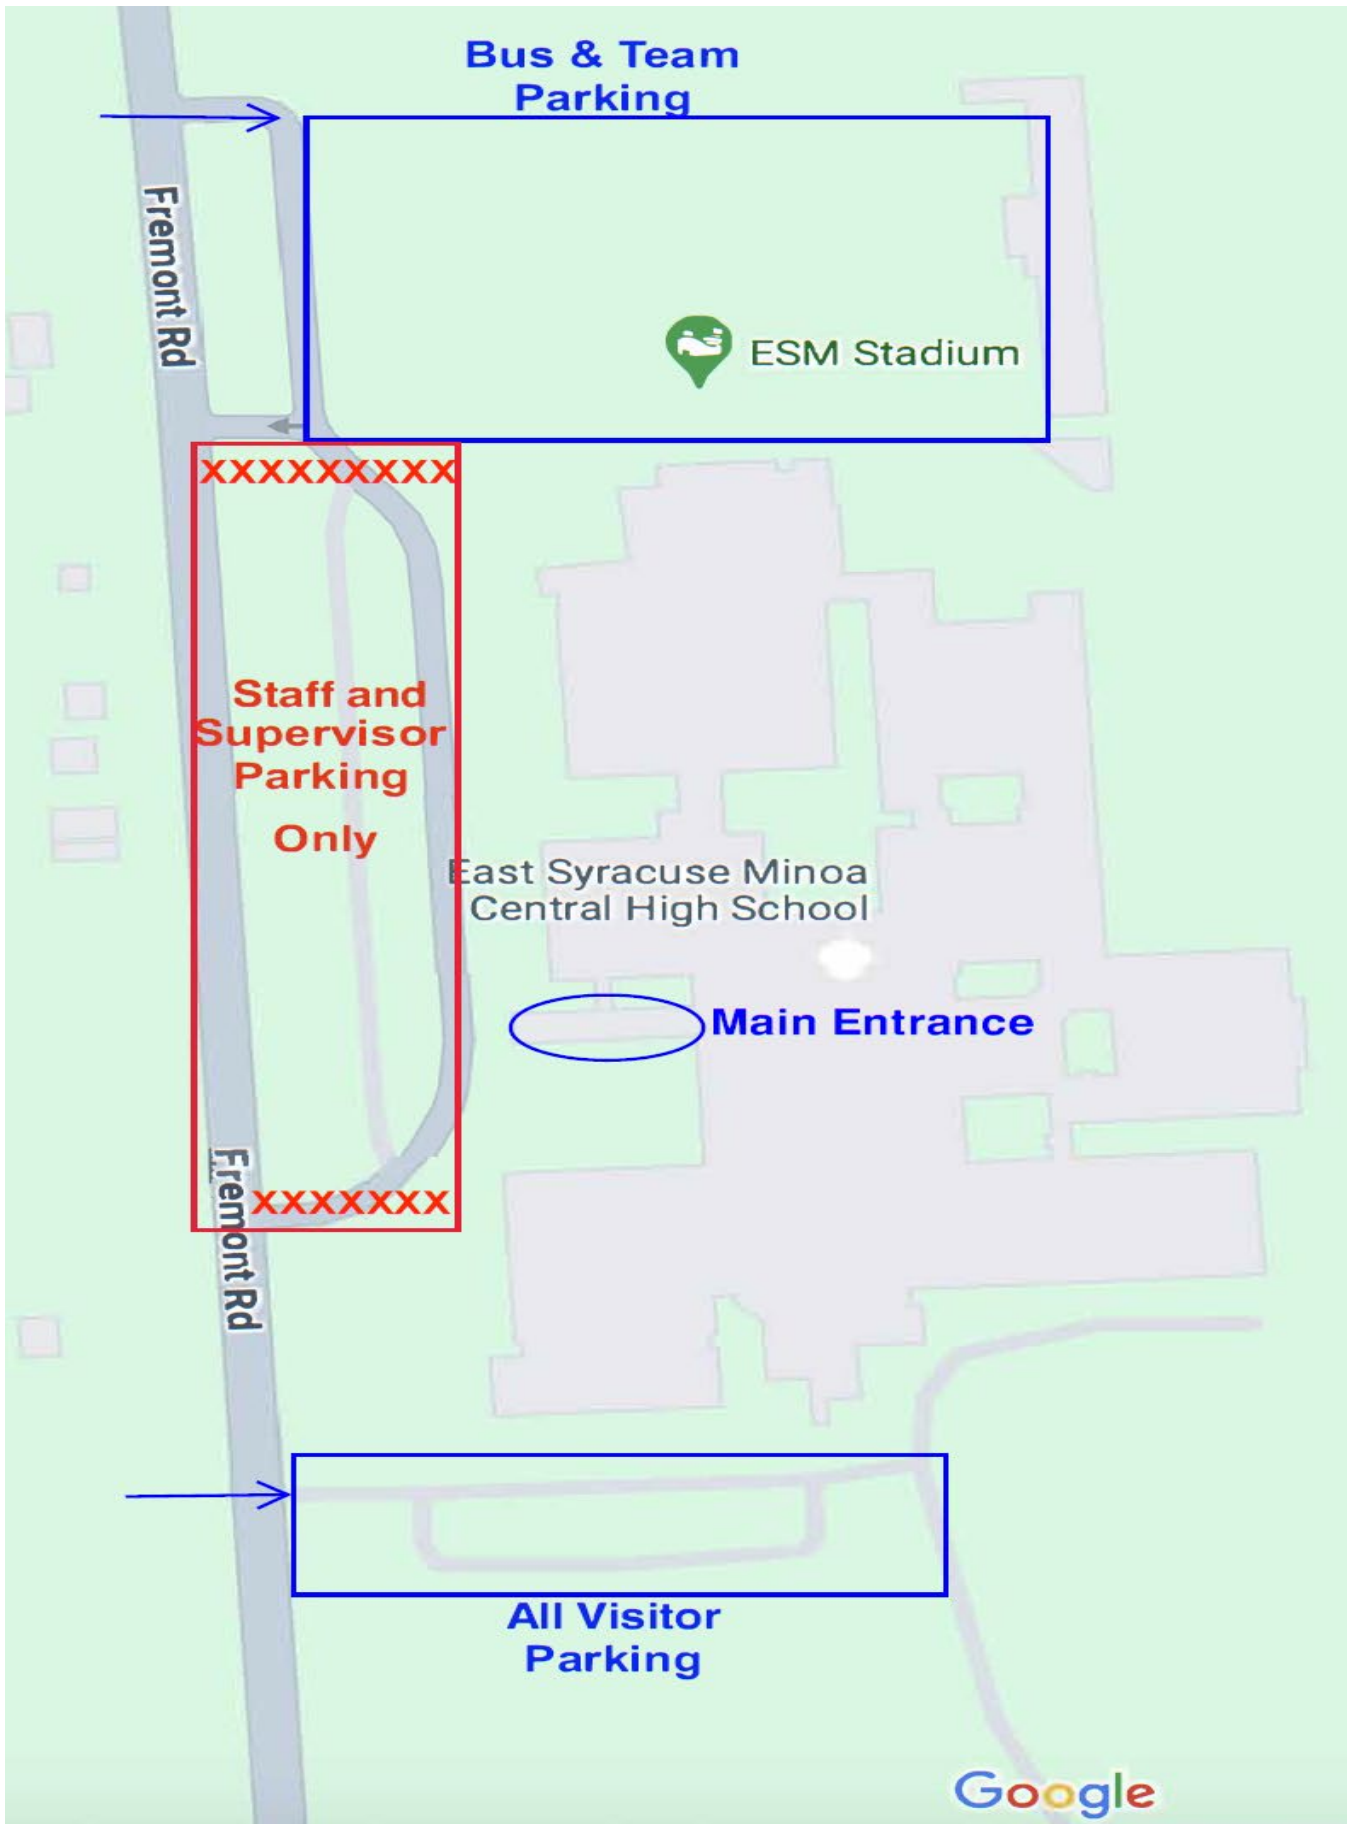 Bus & Team
Parking
Fremont Rd
ESM Stadium
XXXXXXXXX
Staff and
Supervisor
Parking
Only
East Syracuse Minoa
Central High School
Main Entrance
Fremont Rd
XXXXXXX
All Visitor
Parking
Google